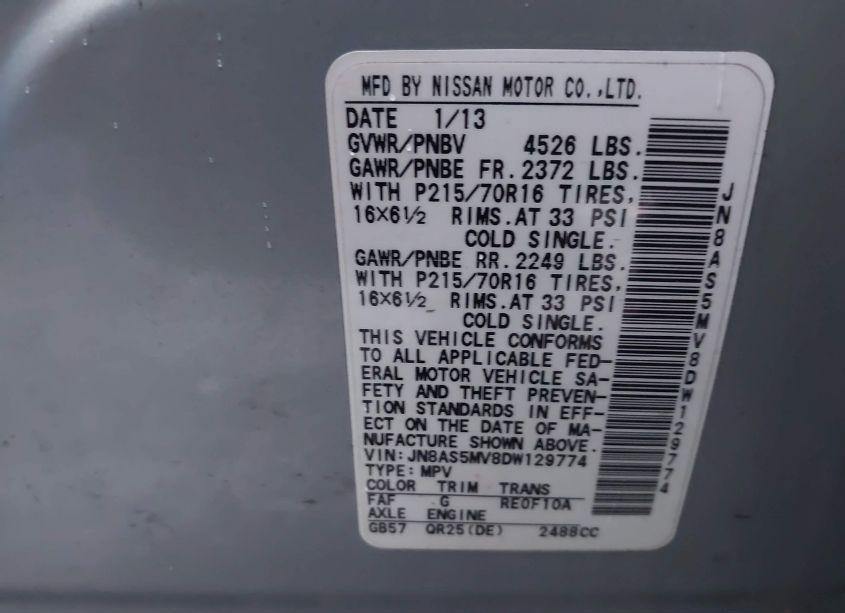 MFD BY NISSAN MOTOR CO.,LTD.
DATE 1/13
GVWR/PNBV 4526 LBS.
GAWR/PNBE FR. 2372 LBS.
WITH P215/70R16 TIRES,
16×6½ RIMS. AT 33 PSI
COLD SINGLE.
GAWR/PNBE RR. 2249 LBS.
WITH P215/70R16 TIRES,
16×6½ RIMS. AT 33 PSI
COLD SINGLE.
THIS VEHICLE CONFORMS
TO ALL APPLICABLE FED-
ERAL MOTOR VEHICLE SA-
FETY AND THEFT PREVEN-
TION STANDARDS IN EFF-
ECT ON THE DATE OF MA-
NUFACTURE SHOWN ABOVE.
VIN: JN8AS5MV8DW129774
TYPE: MPV
COLOR TRIM TRANS
FAF G RE0F10A
AXLE ENGINE
GB57 QR25(DE) 2488CC
JN8AS5MV8DW129774